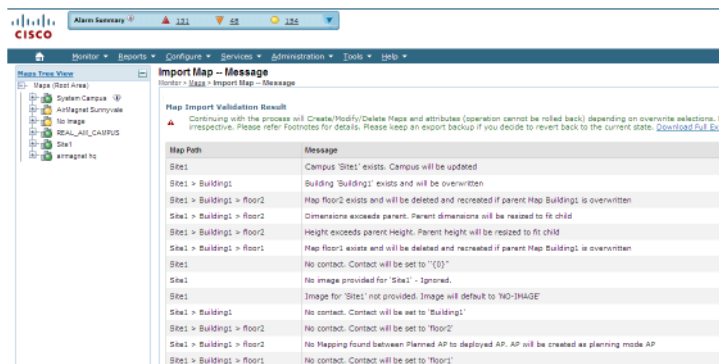 CISCO
Alarm Summary 131 48 134
Monitor Reports Configure Services Administration Tools Help
Maps Tree View
Maps (Root Area)
System Campus
AirMagnet Sunnyvale
No Image
REAL_AM_CAMPUS
Site1
airmagnet hq
Import Map -- Message
Monitor > Maps > Import Map -- Message
Map Import Validation Result
Continuing with the process will Create/Modify/Delete Maps and attributes (operation cannot be rolled back) depending on overwrite selections.
irrespective. Please refer Footnotes for details. Please keep an export backup if you decide to revert back to the current state. Download Full Ex
Map Path Message
Site1 Campus 'Site1' exists. Campus will be updated
Site1 > Building1 Building 'Building1' exists and will be overwritten
Site1 > Building1 > floor2 Map floor2 exists and will be deleted and recreated if parent Map Building1 is overwritten
Site1 > Building1 > floor2 Dimensions exceeds parent. Parent dimensions will be resized to fit child
Site1 > Building1 > floor2 Height exceeds parent Height. Parent height will be resized to fit child
Site1 > Building1 > floor1 Map floor1 exists and will be deleted and recreated if parent Map Building1 is overwritten
Site1 No contact. Contact will be set to "{0}"
Site1 No image provided for 'Site1' - Ignored.
Site1 Image for 'Site1' not provided. Image will default to 'NO-IMAGE'
Site1 > Building1 No contact. Contact will be set to 'Building1'
Site1 > Building1 > floor2 No contact. Contact will be set to 'floor2'
Site1 > Building1 > floor2 No Mapping found between Planned AP to deployed AP. AP will be created as planning mode AP
Site1 > Building1 > floor1 No contact. Contact will be set to 'floor1'